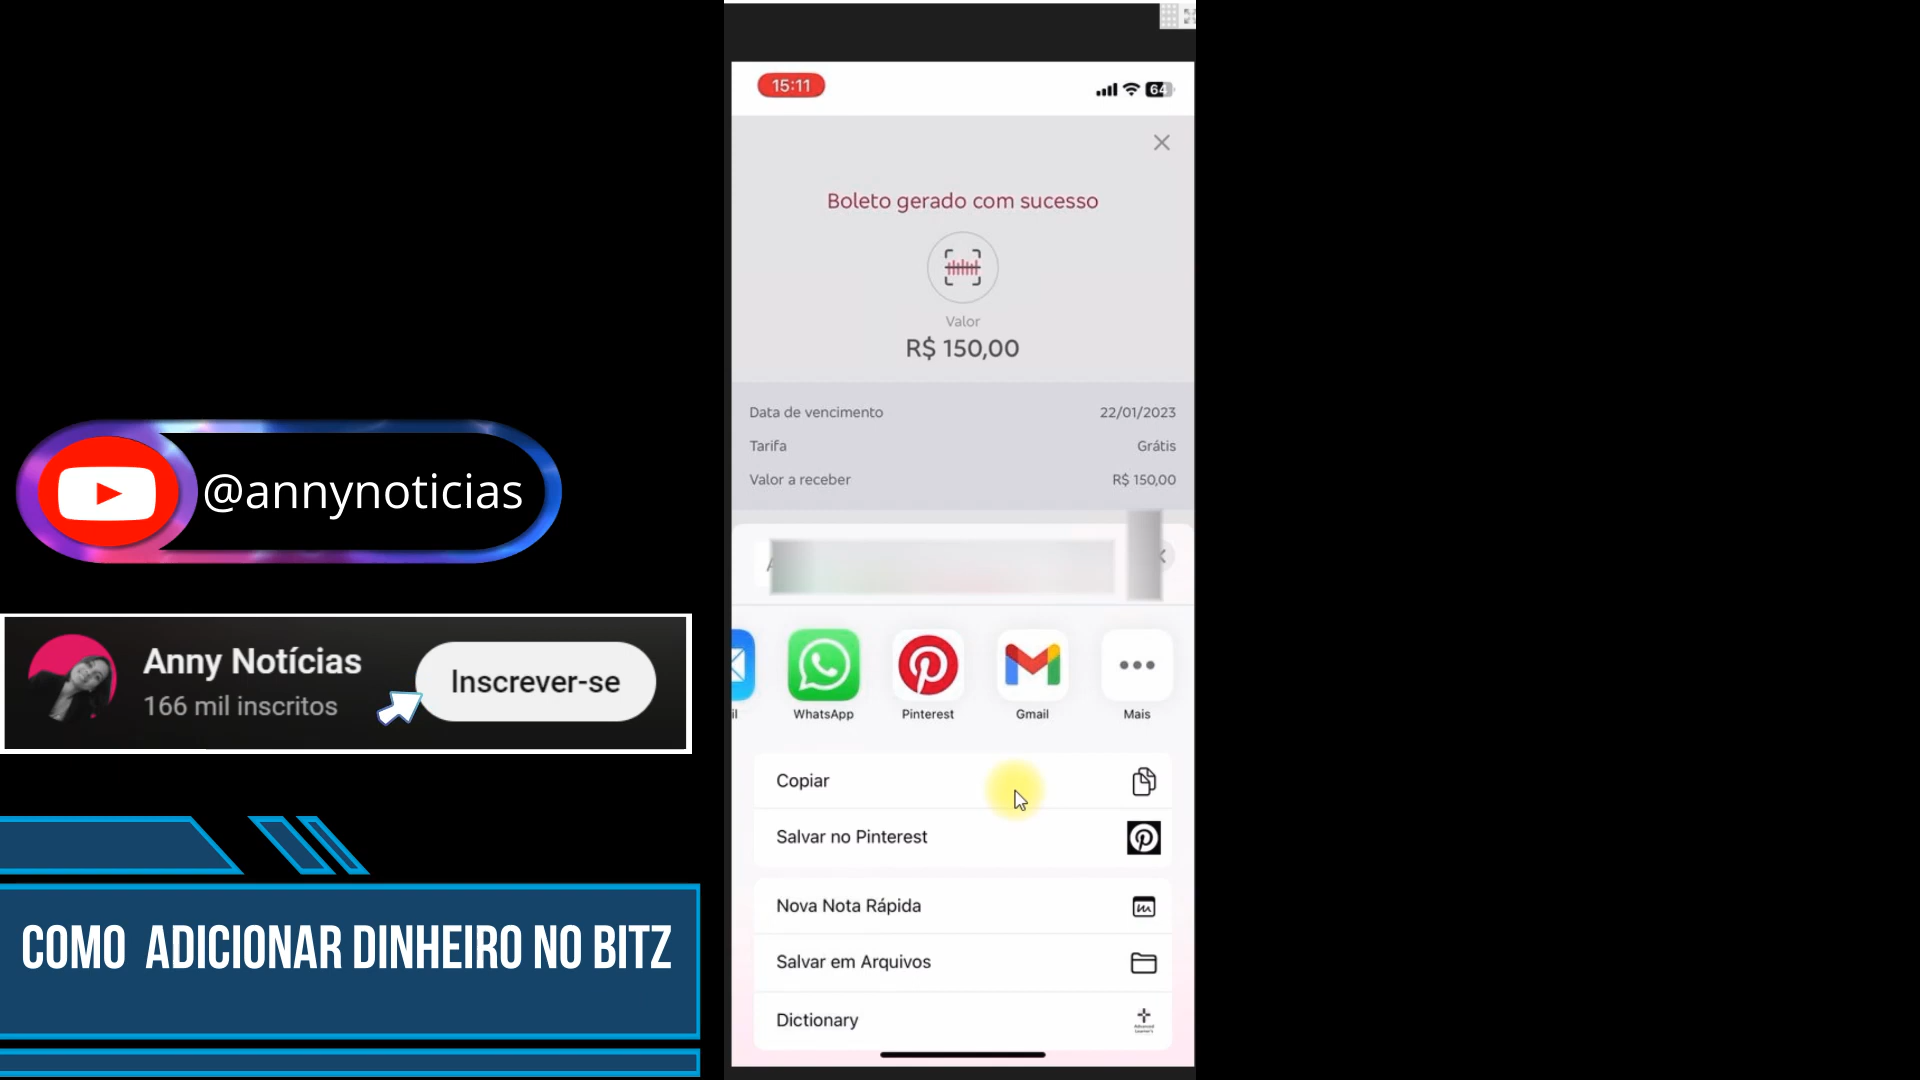 15:11
64
Boleto gerado com sucesso
Valor
R$ 150,00
Data de vencimento 22/01/2023
Tarifa Grátis
Valor a receber R$ 150,00
@annynoticias
Anny Notícias
166 mil inscritos
Inscrever-se
WhatsApp Pinterest Gmail Mais
Copiar
Salvar no Pinterest
Nova Nota Rápida
Salvar em Arquivos
Dictionary
COMO ADICIONAR DINHEIRO NO BITZ